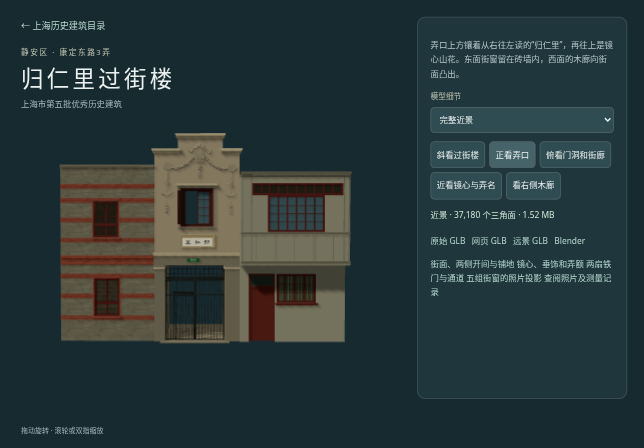 ← 上海历史建筑目录
静安区 · 康定东路3弄
归仁里过街楼
上海市第五批优秀历史建筑
拖动旋转 · 滚轮或双指缩放
弄口上方镶着从右往左读的“归仁里”，再往上是镜
心山花。东面街窗留在砖墙内，西面的木廊向街
面凸出。
模型细节
完整近景
斜看过街楼 正看弄口 俯看门洞和街廊
近看镜心与弄名 看右侧木廊
近景 · 37,180 个三角面 · 1.52 MB
原始 GLB 网页 GLB 远景 GLB Blender
街面、两侧开间与铺地 镜心、垂饰和弄额 两扇铁
门与通道 五组街窗的照片投影 查阅照片及测量记
录